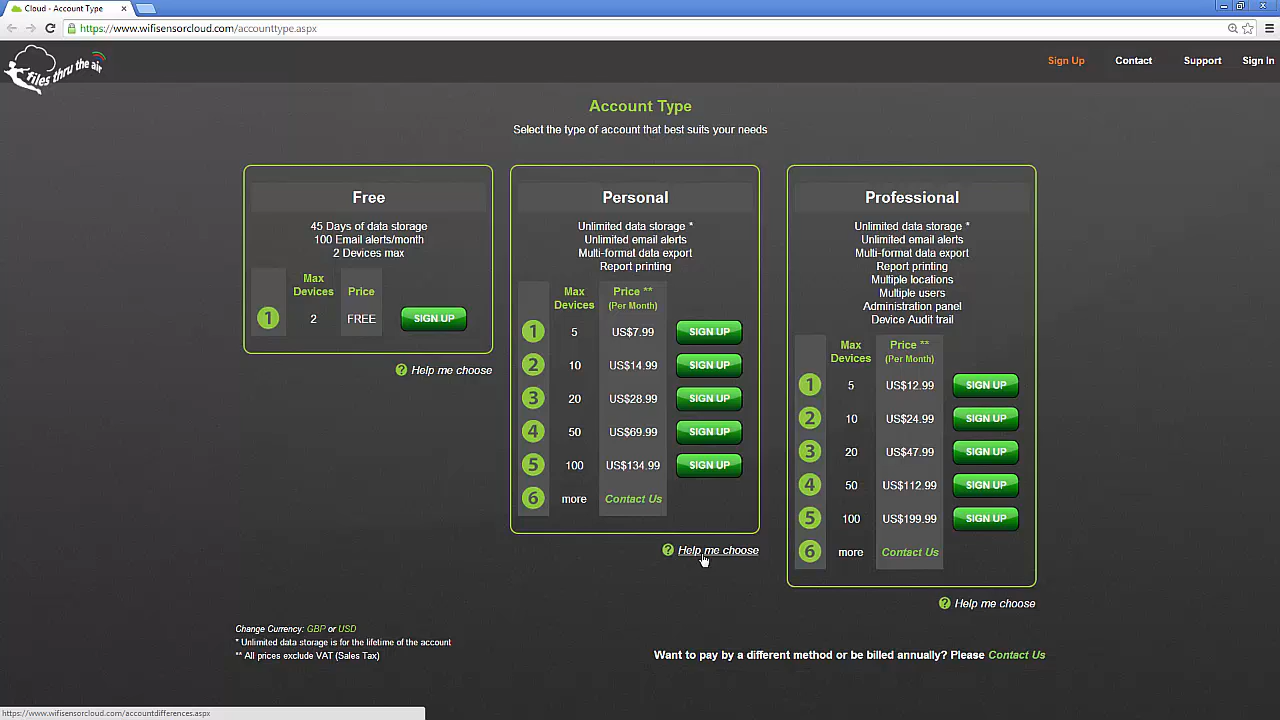 Cloud - Account Type
https://www.wifisensorcloud.com/accounttype.aspx
files thru the air
Sign Up
Contact
Support
Sign In
Account Type
Select the type of account that best suits your needs
Free
45 Days of data storage
100 Email alerts/month
2 Devices max
Max Devices Price
1 2 FREE SIGN UP
Help me choose
Personal
Unlimited data storage *
Unlimited email alerts
Multi-format data export
Report printing
Max Devices Price ** (Per Month)
1 5 US$7.99 SIGN UP
2 10 US$14.99 SIGN UP
3 20 US$28.99 SIGN UP
4 50 US$69.99 SIGN UP
5 100 US$134.99 SIGN UP
6 more Contact Us
Help me choose
Professional
Unlimited data storage *
Unlimited email alerts
Multi-format data export
Report printing
Multiple locations
Multiple users
Administration panel
Device Audit trail
Max Devices Price ** (Per Month)
1 5 US$12.99 SIGN UP
2 10 US$24.99 SIGN UP
3 20 US$47.99 SIGN UP
4 50 US$112.99 SIGN UP
5 100 US$199.99 SIGN UP
6 more Contact Us
Help me choose
Change Currency: GBP or USD
* Unlimited data storage is for the lifetime of the account
** All prices exclude VAT (Sales Tax)
Want to pay by a different method or be billed annually? Please Contact Us
https://www.wifisensorcloud.com/accountdifferences.aspx